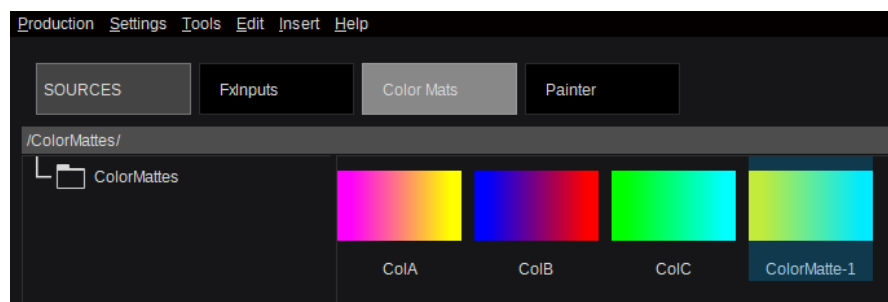 Production Settings Tools Edit Insert Help
SOURCES FxInputs Color Mats Painter
/ColorMattes/
ColorMattes
ColA ColB ColC ColorMatte-1